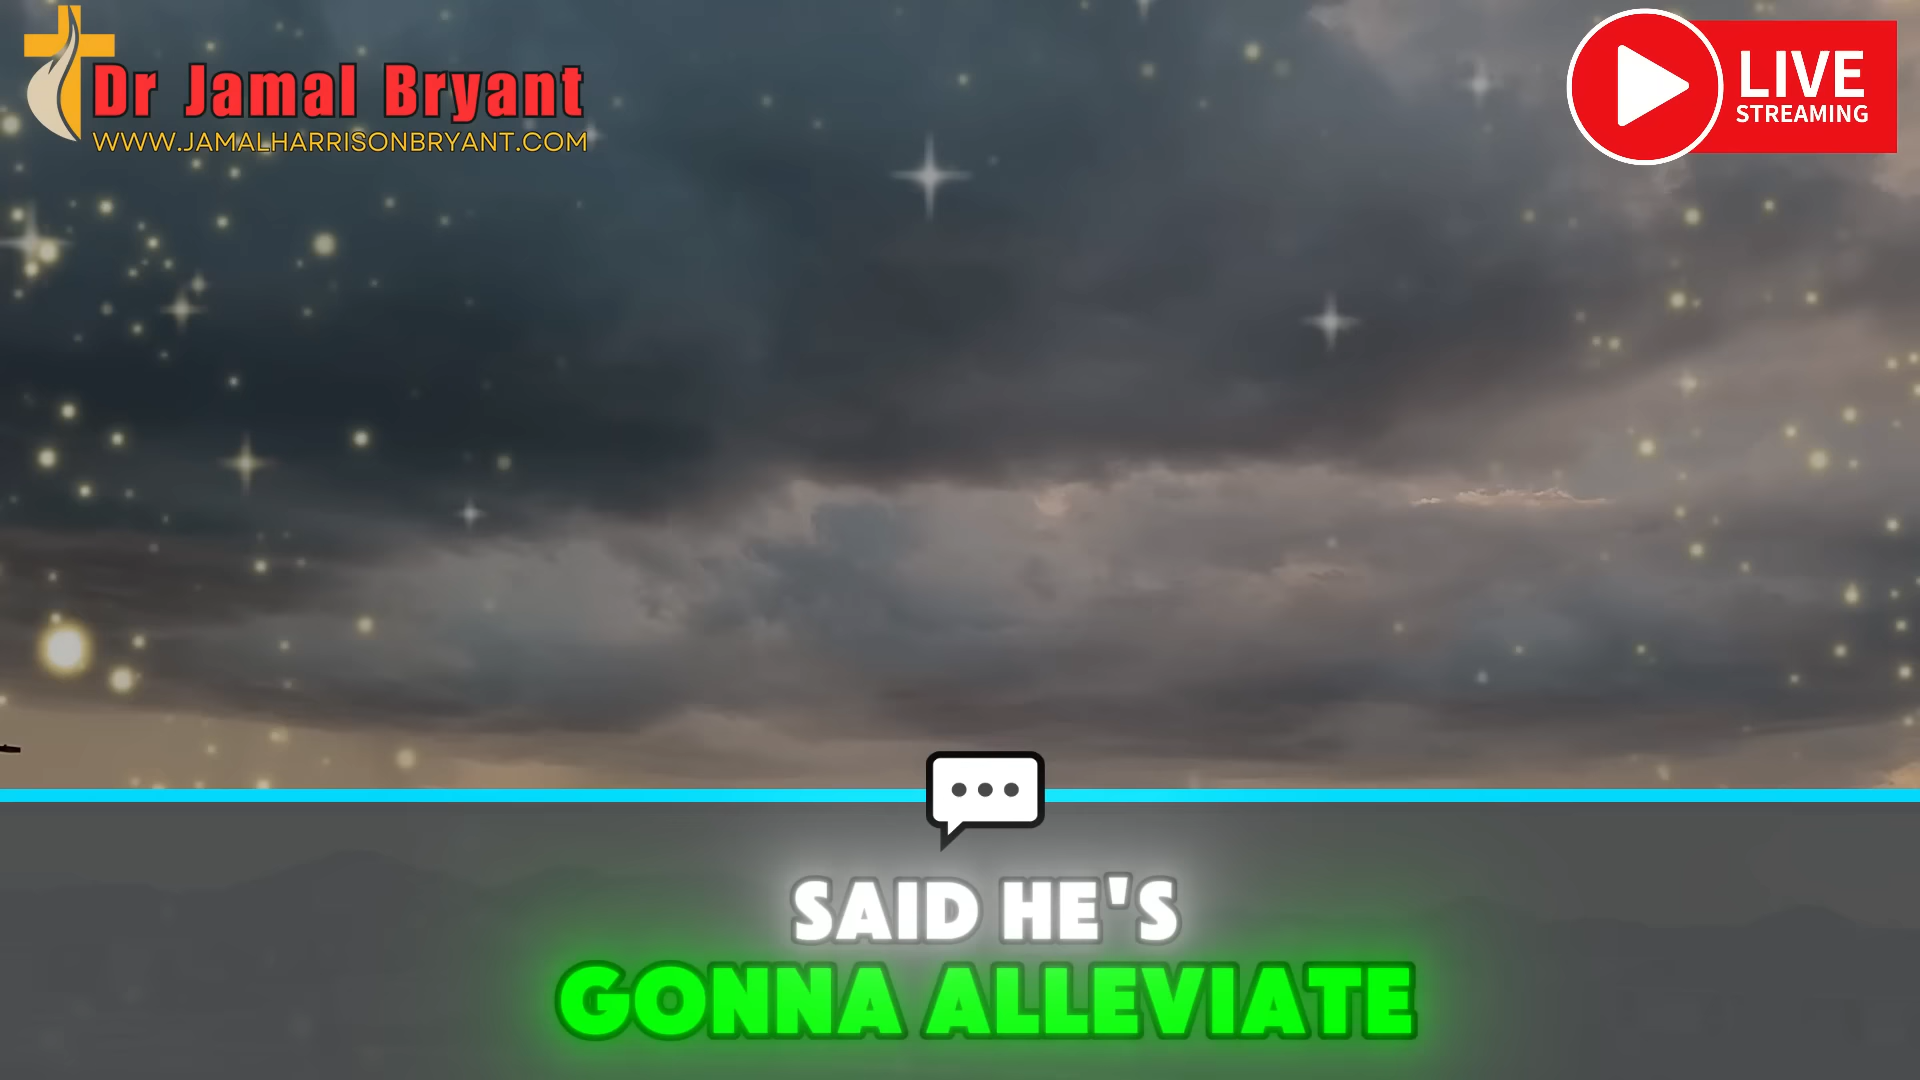 Dr Jamal Bryant
WWW.JAMALHARRISONBRYANT.COM
LIVE
STREAMING
SAID HE'S
GONNA ALLEVIATE